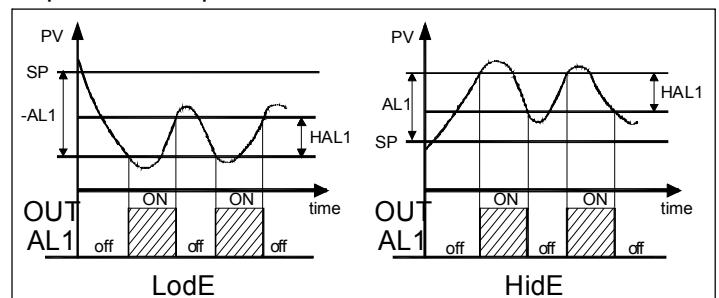 PV
SP
-AL1
HAL1
ON
ON
time
OUT
AL1
off
off
off
LodE
PV
AL1
HAL1
SP
ON
ON
time
OUT
AL1
off
off
off
HidE